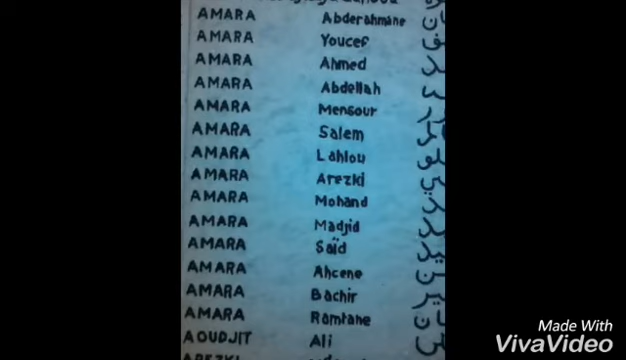 AMARA Abderahmane
AMARA Youcef
AMARA Ahmed
AMARA Abdellah
AMARA Mensour
AMARA Salem
AMARA Lahlou
AMARA Arezki
AMARA Mohand
AMARA Madjid
AMARA Saïd
AMARA Ahcene
AMARA Bachir
AMARA Ramtane
AOUDJIT Ali
AREZKI
Made With
VivaVideo